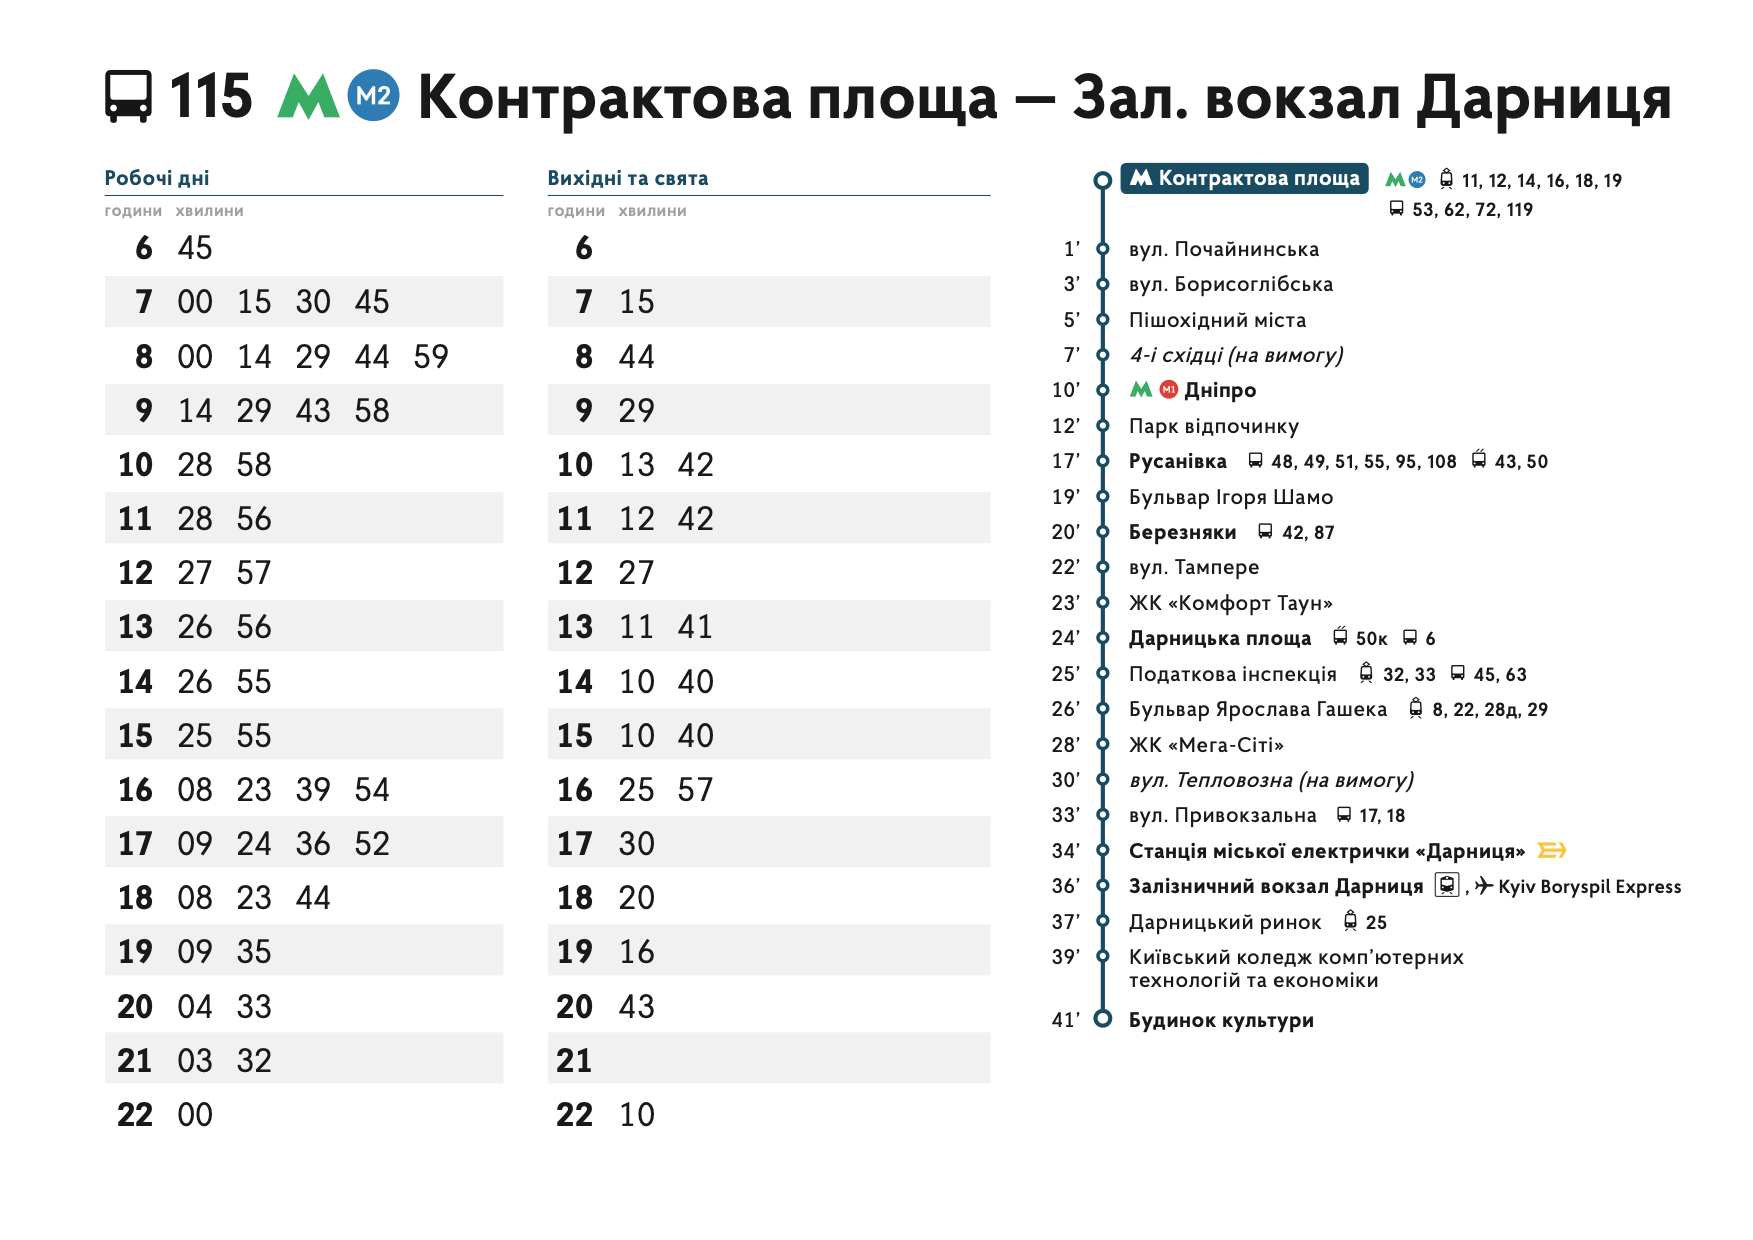 115 М M2 Контрактова площа — Зал. вокзал Дарниця
Робочі дні
години хвилини
6 45
7 00 15 30 45
8 00 14 29 44 59
9 14 29 43 58
10 28 58
11 28 56
12 27 57
13 26 56
14 26 55
15 25 55
16 08 23 39 54
17 09 24 36 52
18 08 23 44
19 09 35
20 04 33
21 03 32
22 00
Вихідні та свята
години хвилини
6
7 15
8 44
9 29
10 13 42
11 12 42
12 27
13 11 41
14 10 40
15 10 40
16 25 57
17 30
18 20
19 16
20 43
21
22 10
М Контрактова площа М M2 11, 12, 14, 16, 18, 19
53, 62, 72, 119
1’ вул. Почайнинська
3’ вул. Борисоглібська
5’ Пішохідний міста
7’ 4-і східці (на вимогу)
10’ М M1 Дніпро
12’ Парк відпочинку
17’ Русанівка 48, 49, 51, 55, 95, 108 43, 50
19’ Бульвар Ігоря Шамо
20’ Березняки 42, 87
22’ вул. Тампере
23’ ЖК «Комфорт Таун»
24’ Дарницька площа 50к 6
25’ Податкова інспекція 32, 33 45, 63
26’ Бульвар Ярослава Гашека 8, 22, 28д, 29
28’ ЖК «Мега-Сіті»
30’ вул. Тепловозна (на вимогу)
33’ вул. Привокзальна 17, 18
34’ Станція міської електрички «Дарниця»
36’ Залізничний вокзал Дарниця , Kyiv Boryspil Express
37’ Дарницький ринок 25
39’ Київський коледж комп’ютерних
технологій та економіки
41’ Будинок культури